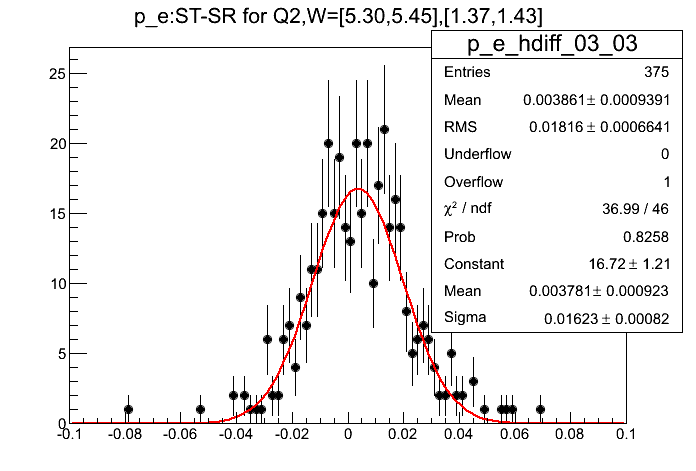 p_e:ST-SR for Q2,W=[5.30,5.45],[1.37,1.43]
p_e_hdiff_03_03
Entries 375
Mean 0.003861± 0.0009391
RMS 0.01816 ± 0.0006641
Underflow 0
Overflow 1
χ² / ndf 36.99 / 46
Prob 0.8258
Constant 16.72 ± 1.21
Mean 0.003781± 0.000923
Sigma 0.01623 ± 0.00082
25
20
15
10
5
0
-0.1 -0.08 -0.06 -0.04 -0.02 0 0.02 0.04 0.06 0.08 0.1